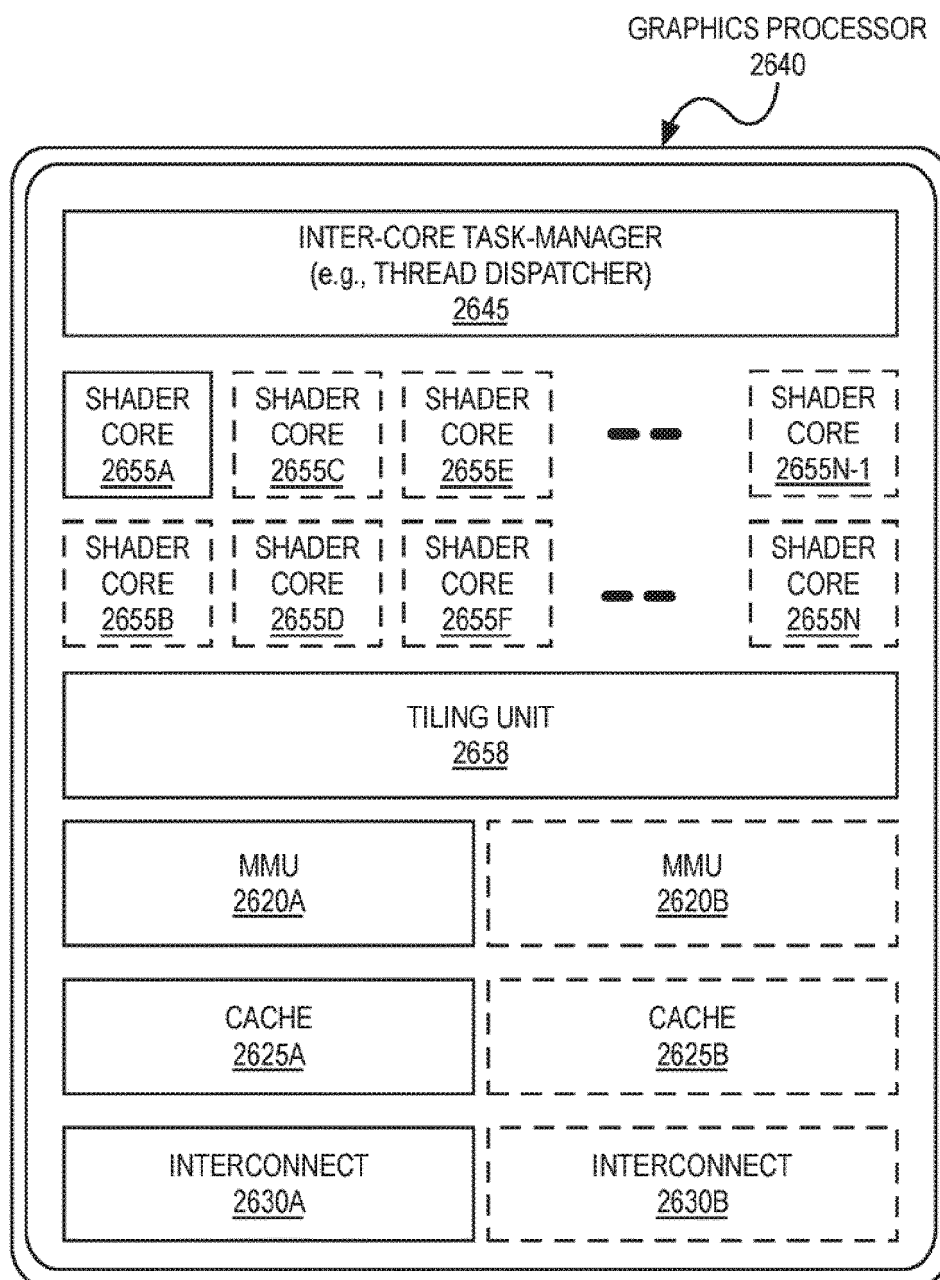 GRAPHICS PROCESSOR
2640
INTER-CORE TASK-MANAGER
(e.g., THREAD DISPATCHER)
2645
SHADER
CORE
2655A
SHADER
CORE
2655C
SHADER
CORE
2655E
SHADER
CORE
2655N-1
SHADER
CORE
2655B
SHADER
CORE
2655D
SHADER
CORE
2655F
SHADER
CORE
2655N
TILING UNIT
2658
MMU
2620A
MMU
2620B
CACHE
2625A
CACHE
2625B
INTERCONNECT
2630A
INTERCONNECT
2630B